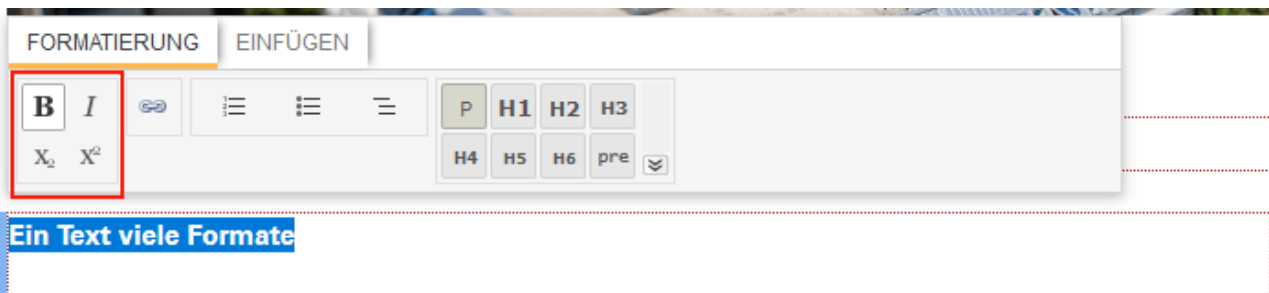 FORMATIERUNG EINFÜGEN
B I
P H1 H2 H3
X₂ X²
H4 H5 H6 pre
Ein Text viele Formate